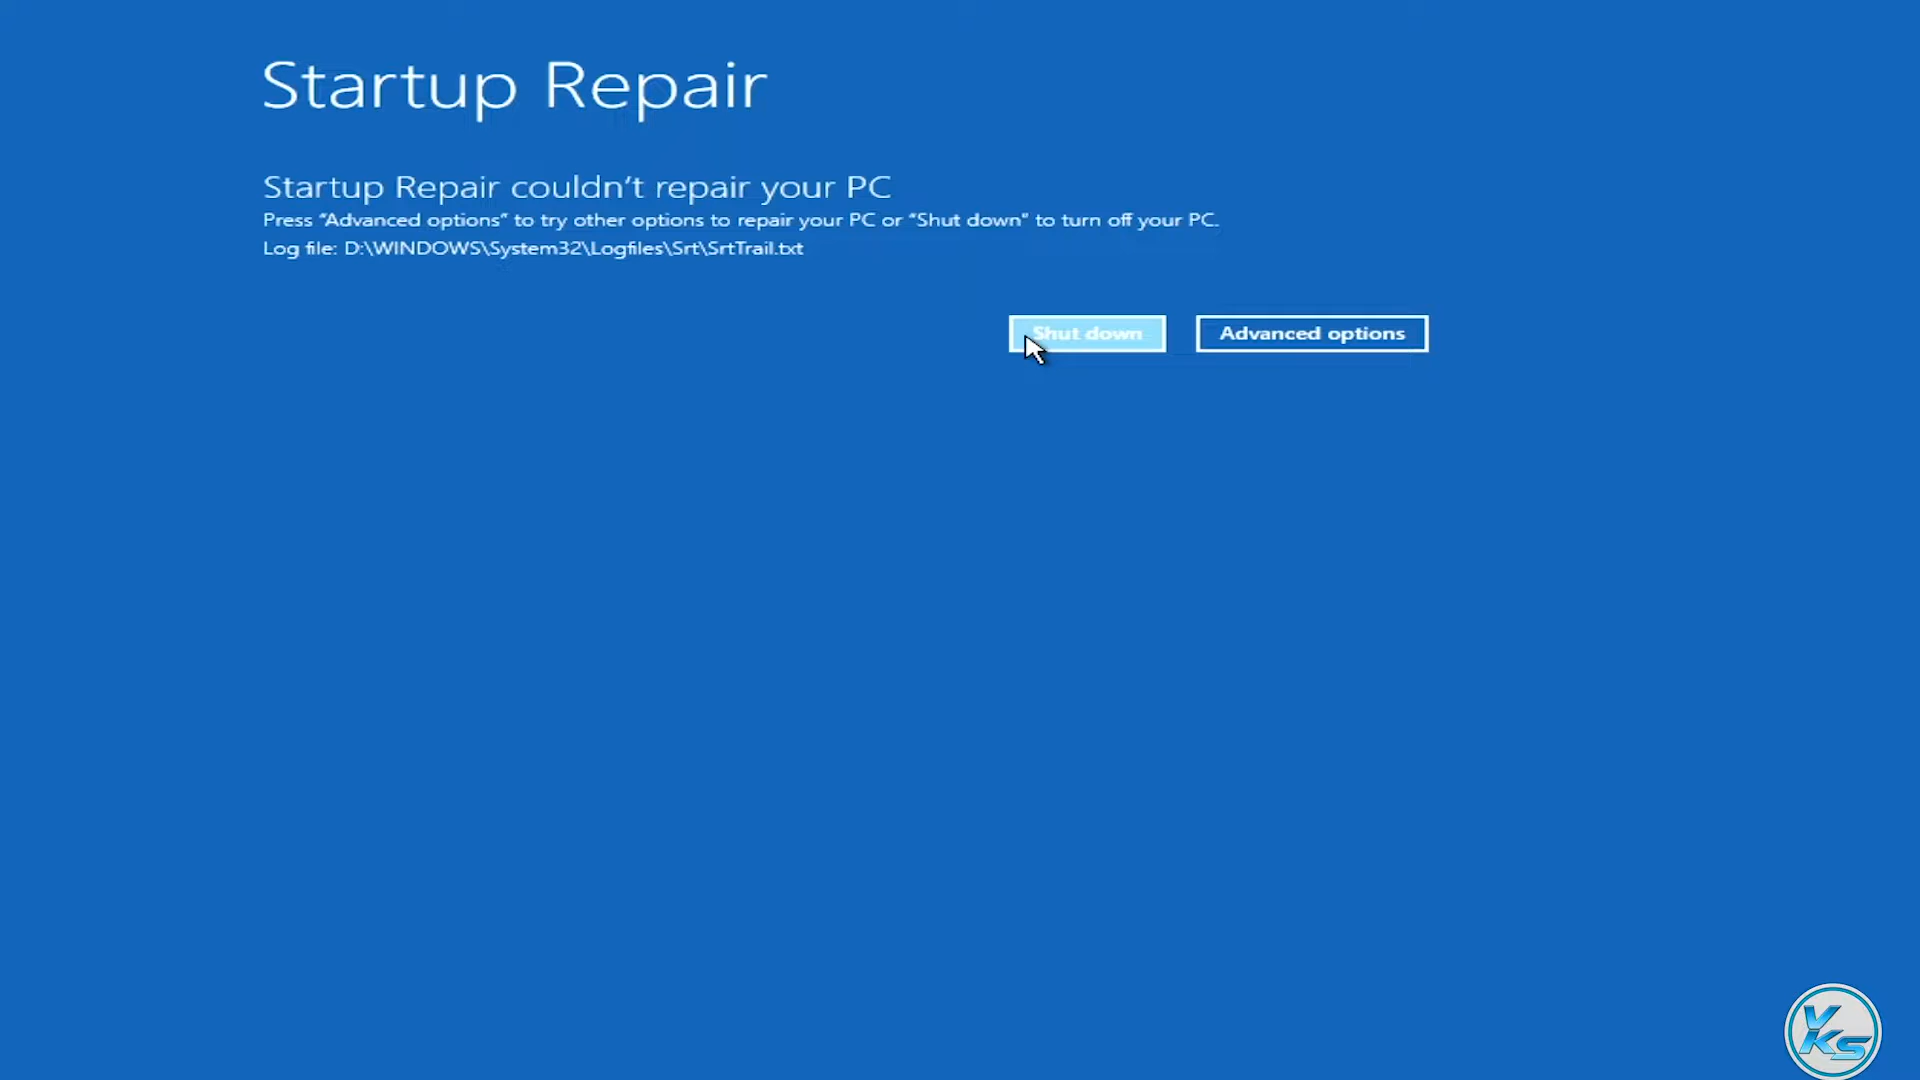 Startup Repair
Startup Repair couldn't repair your PC
Press "Advanced options" to try other options to repair your PC or "Shut down" to turn off your PC.
Log file: D:\WINDOWS\System32\Logfiles\Srt\SrtTrail.txt
Shut down
Advanced options
VKS